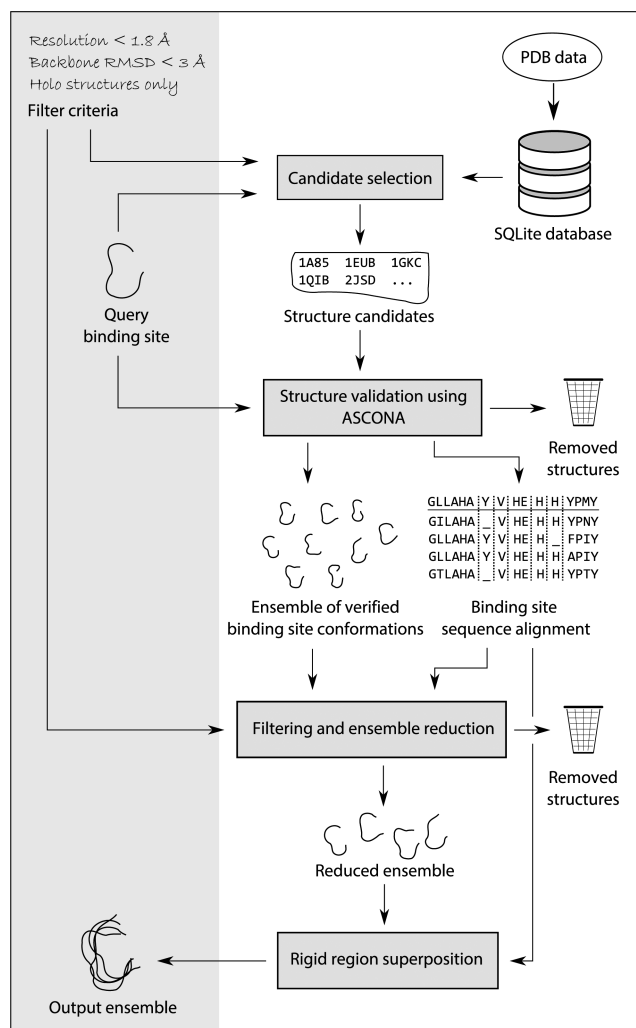 Resolution < 1.8 Å
Backbone RMSD < 3 Å
Holo structures only
Filter criteria
PDB data
Candidate selection
SQLite database
1A85 1EUB 1GKC
1QIB 2JSD ...
Structure candidates
Query
binding site
Structure validation using
ASCONA
Removed
structures
GLLAHA Y V HE H H YPMY
GILAHA _ V HE H H YPNY
GLLAHA Y V HE H _ FPIY
GLLAHA Y V HE H H APIY
GTLAHA _ V HE H H YPTY
Ensemble of verified
binding site conformations
Binding site
sequence alignment
Filtering and ensemble reduction
Removed
structures
Reduced ensemble
Rigid region superposition
Output ensemble